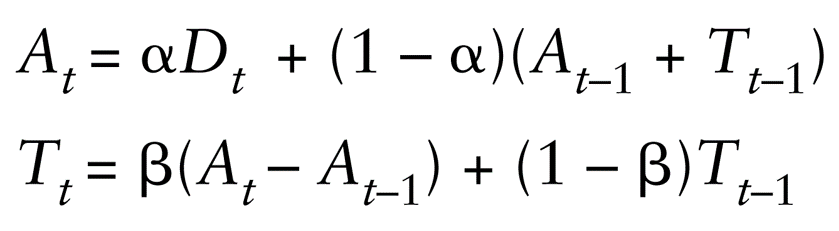 Aₜ = αDₜ + (1 – α)(Aₜ₋₁ + Tₜ₋₁)
Tₜ = β(Aₜ – Aₜ₋₁) + (1 – β)Tₜ₋₁